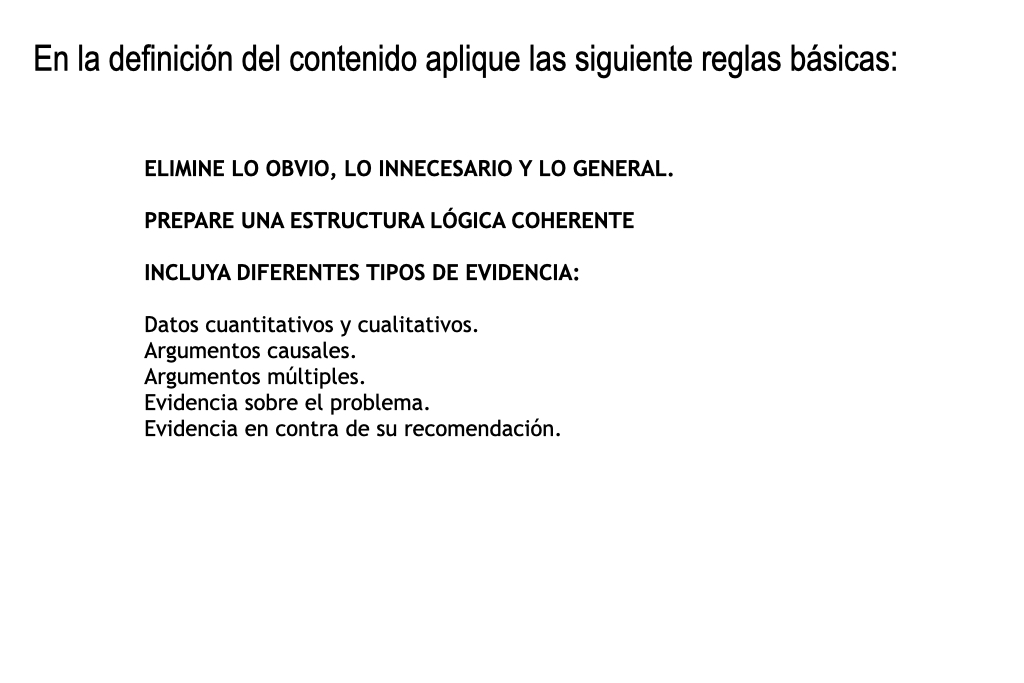 En la definición del contenido aplique las siguiente reglas básicas:
ELIMINE LO OBVIO, LO INNECESARIO Y LO GENERAL.
PREPARE UNA ESTRUCTURA LÓGICA COHERENTE
INCLUYA DIFERENTES TIPOS DE EVIDENCIA:
Datos cuantitativos y cualitativos.
Argumentos causales.
Argumentos múltiples.
Evidencia sobre el problema.
Evidencia en contra de su recomendación.